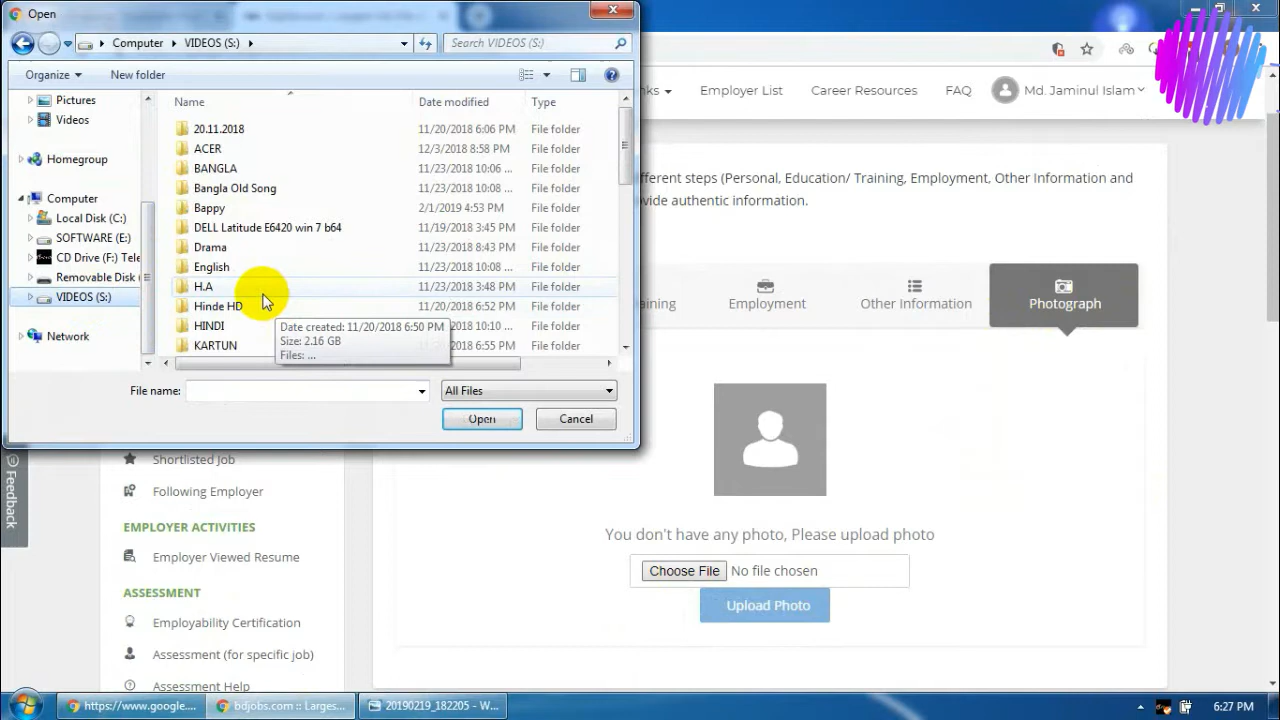 Open
Computer
VIDEOS (S:)
Search VIDEOS (S:)
Organize
New folder
Pictures
Videos
Homegroup
Computer
Local Disk (C:)
SOFTWARE (E:)
CD Drive (F:) Tele
Removable Disk
VIDEOS (S:)
Network
Name Date modified Type
20.11.2018 11/20/2018 6:06 PM File folder
ACER 12/3/2018 8:58 PM File folder
BANGLA 11/23/2018 10:06 ... File folder
Bangla Old Song 11/23/2018 10:08 ... File folder
Bappy 2/1/2019 4:53 PM File folder
DELL Latitude E6420 win 7 b64 11/19/2018 3:45 PM File folder
Drama 11/23/2018 8:43 PM File folder
English 11/23/2018 10:08 ... File folder
H.A 11/23/2018 3:48 PM File folder
Hinde HD 11/20/2018 6:52 PM File folder
HINDI 10:10 ... File folder
KARTUN 6:55 PM File folder
Date created: 11/20/2018 6:50 PM
Size: 2.16 GB
Files: ...
File name:
All Files
Open
Cancel
Employer List
Career Resources
FAQ
Md. Jaminul Islam
fferent steps (Personal, Education/ Training, Employment, Other Information and
ovide authentic information.
aining
Employment
Other Information
Photograph
You don't have any photo, Please upload photo
Choose File No file chosen
Upload Photo
Feedback
Shortlisted Job
Following Employer
EMPLOYER ACTIVITIES
Employer Viewed Resume
ASSESSMENT
Employability Certification
Assessment (for specific job)
Assessment Help
https://www.google....
bdjobs.com :: Larges...
20190219_182205 - W...
6:27 PM